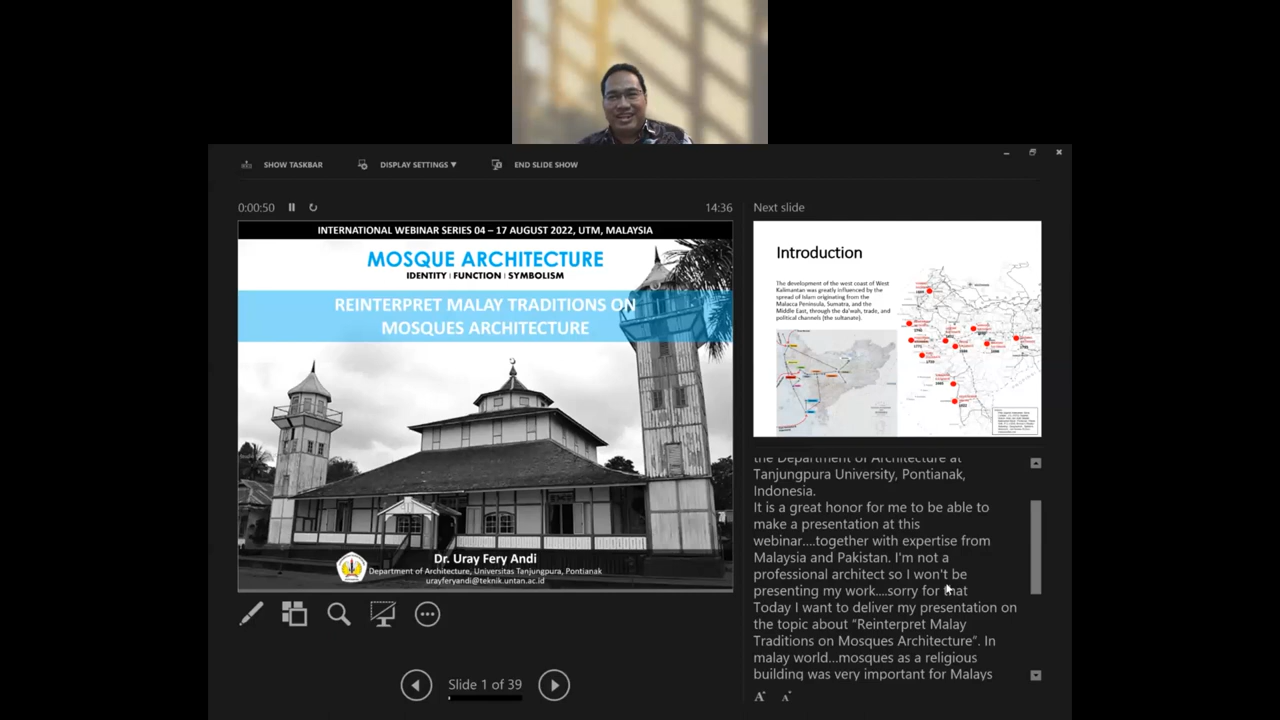 SHOW TASKBAR
DISPLAY SETTINGS ▼
END SLIDE SHOW
0:00:50
14:36
Next slide
INTERNATIONAL WEBINAR SERIES 04 – 17 AUGUST 2022, UTM, MALAYSIA
MOSQUE ARCHITECTURE
IDENTITY | FUNCTION | SYMBOLISM
REINTERPRET MALAY TRADITIONS ON
MOSQUES ARCHITECTURE
Dr. Uray Fery Andi
Department of Architecture, Universitas Tanjungpura, Pontianak
urayferyandi@teknik.untan.ac.id
Introduction
The development of the west coast of West
Kalimantan was greatly influenced by the
spread of Islam originating from the
Malacca Peninsula, Sumatra, and the
Middle East, through the da'wah, trade, and
political channels (the sultanate).
the Department of Architecture at
Tanjungpura University, Pontianak,
Indonesia.
It is a great honor for me to be able to
make a presentation at this
webinar....together with expertise from
Malaysia and Pakistan. I'm not a
professional architect so I won't be
presenting my work....sorry for that
Today I want to deliver my presentation on
the topic about "Reinterpret Malay
Traditions on Mosques Architecture". In
malay world...mosques as a religious
building was very important for Malays
Slide 1 of 39